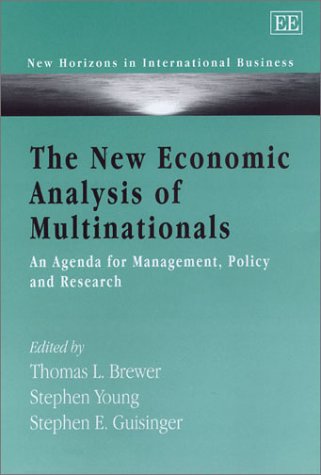 EE
New Horizons in International Business
The New Economic
Analysis of
Multinationals
An Agenda for Management, Policy
and Research
Edited by
Thomas L. Brewer
Stephen Young
Stephen E. Guisinger